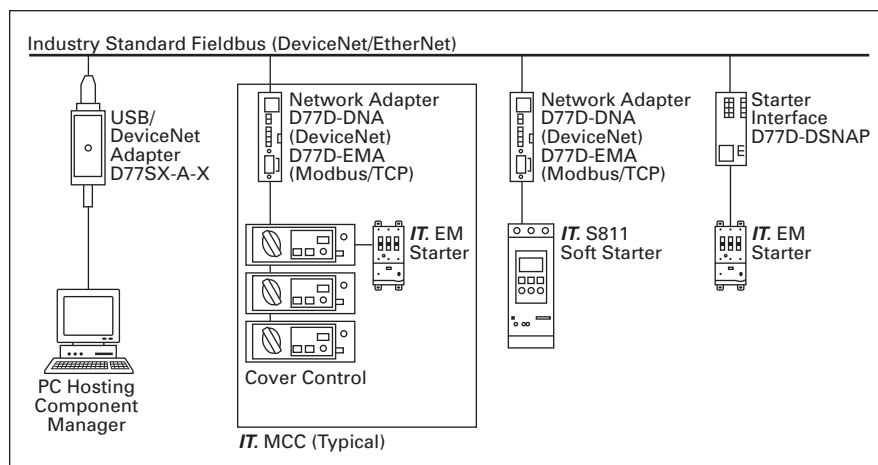 Industry Standard Fieldbus (DeviceNet/EtherNet)
USB/
DeviceNet
Adapter
D77SX-A-X
PC Hosting
Component
Manager
Network Adapter
D77D-DNA
(DeviceNet)
D77D-EMA
(Modbus/TCP)
IT. EM
Starter
Cover Control
IT. MCC (Typical)
Network Adapter
D77D-DNA
(DeviceNet)
D77D-EMA
(Modbus/TCP)
IT. S811
Soft Starter
Starter
Interface
D77D-DSNAP
E
IT. EM
Starter